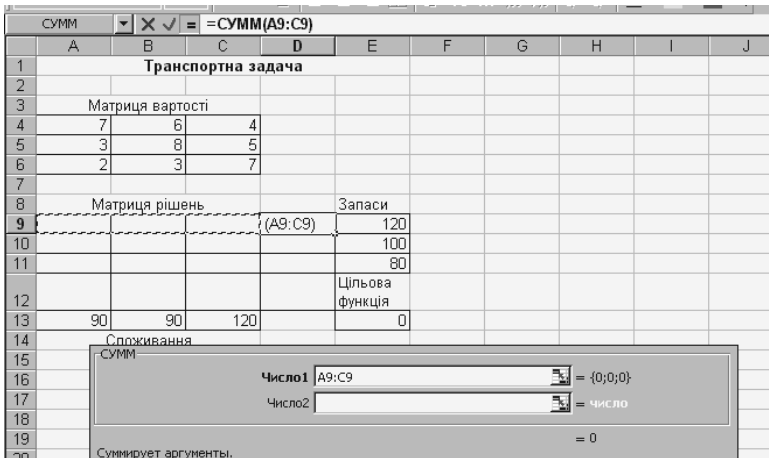 СУММ =СУММ(A9:C9)
A B C D E F G H I J
1 Транспортна задача
2
3 Матриця вартості
4 7 6 4
5 3 8 5
6 2 3 7
7
8 Матриця рішень Запаси
9 (A9:C9) 120
10 100
11 80
Цільова
12 функція
13 90 90 120 0
14 Споживання
15 СУММ
16 Число1 A9:C9 = {0;0;0}
17 Число2 = число
18
19 = 0
20 Суммирует аргументы.